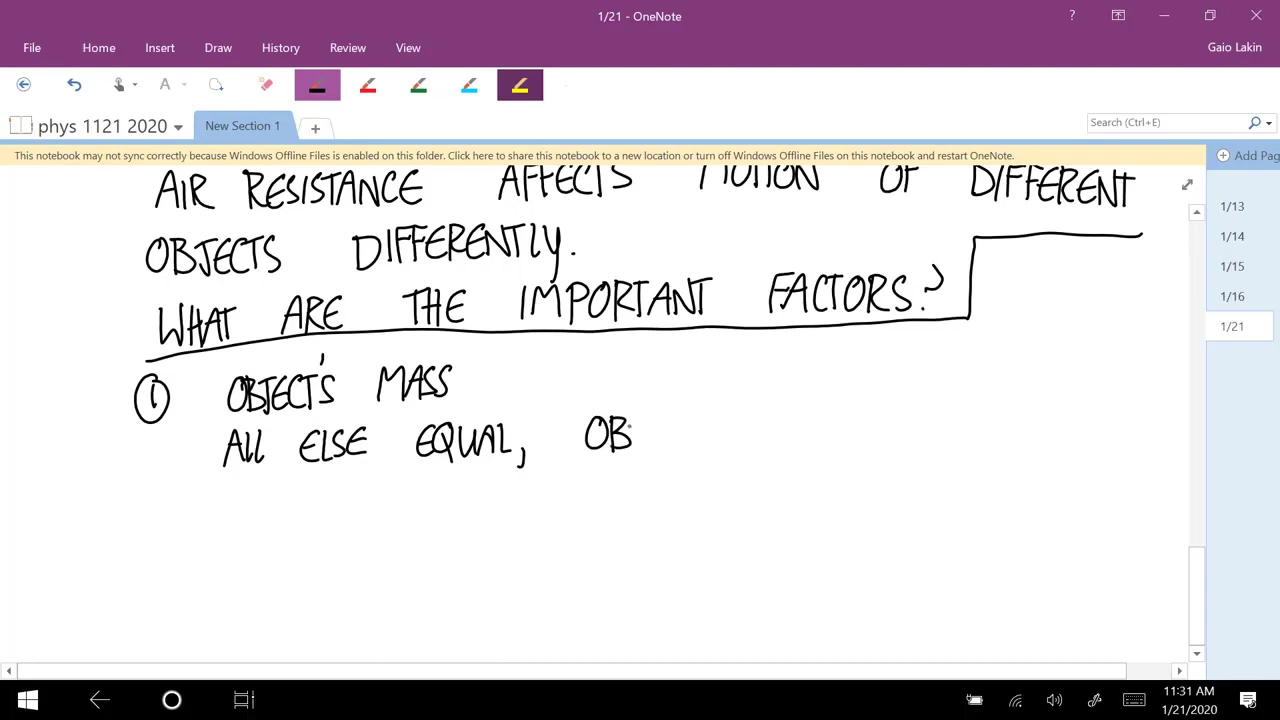 1/21 - OneNote
?
File Home Insert Draw History Review View Gaio Lakin
A
phys 1121 2020 New Section 1 + Search (Ctrl+E)
This notebook may not sync correctly because Windows Offline Files is enabled on this folder. Click here to share this notebook to a new location or turn off Windows Offline Files on this notebook and restart OneNote.
Add Page
AIR RESISTANCE AFFECTS MOTION OF DIFFERENT
OBJECTS DIFFERENTLY.
WHAT ARE THE IMPORTANT FACTORS?
① OBJECT'S MASS
ALL ELSE EQUAL, OB
1/13
1/14
1/15
1/16
1/21
11:31 AM
1/21/2020